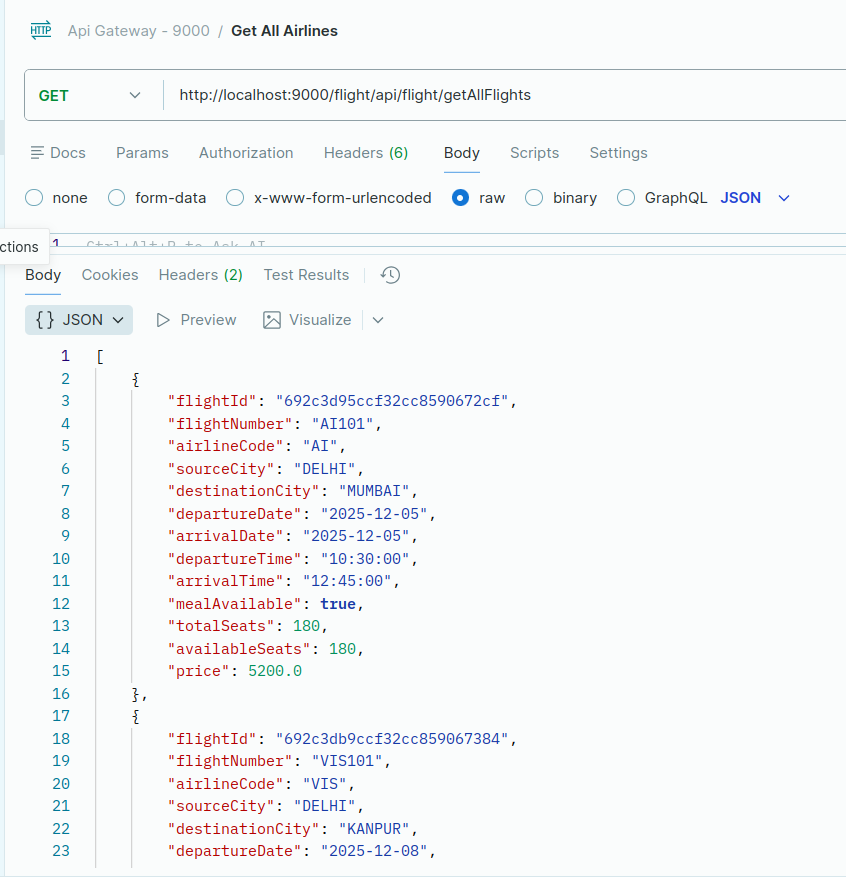 HTTP Api Gateway - 9000 / Get All Airlines
GET http://localhost:9000/flight/api/flight/getAllFlights
Docs Params Authorization Headers (6) Body Scripts Settings
none form-data x-www-form-urlencoded raw binary GraphQL JSON
ctions 1 Ctrl+Alt+P to Ask AI
Body Cookies Headers (2) Test Results
{} JSON Preview Visualize
1 [
2 {
3 "flightId": "692c3d95ccf32cc8590672cf",
4 "flightNumber": "AI101",
5 "airlineCode": "AI",
6 "sourceCity": "DELHI",
7 "destinationCity": "MUMBAI",
8 "departureDate": "2025-12-05",
9 "arrivalDate": "2025-12-05",
10 "departureTime": "10:30:00",
11 "arrivalTime": "12:45:00",
12 "mealAvailable": true,
13 "totalSeats": 180,
14 "availableSeats": 180,
15 "price": 5200.0
16 },
17 {
18 "flightId": "692c3db9ccf32cc859067384",
19 "flightNumber": "VIS101",
20 "airlineCode": "VIS",
21 "sourceCity": "DELHI",
22 "destinationCity": "KANPUR",
23 "departureDate": "2025-12-08",